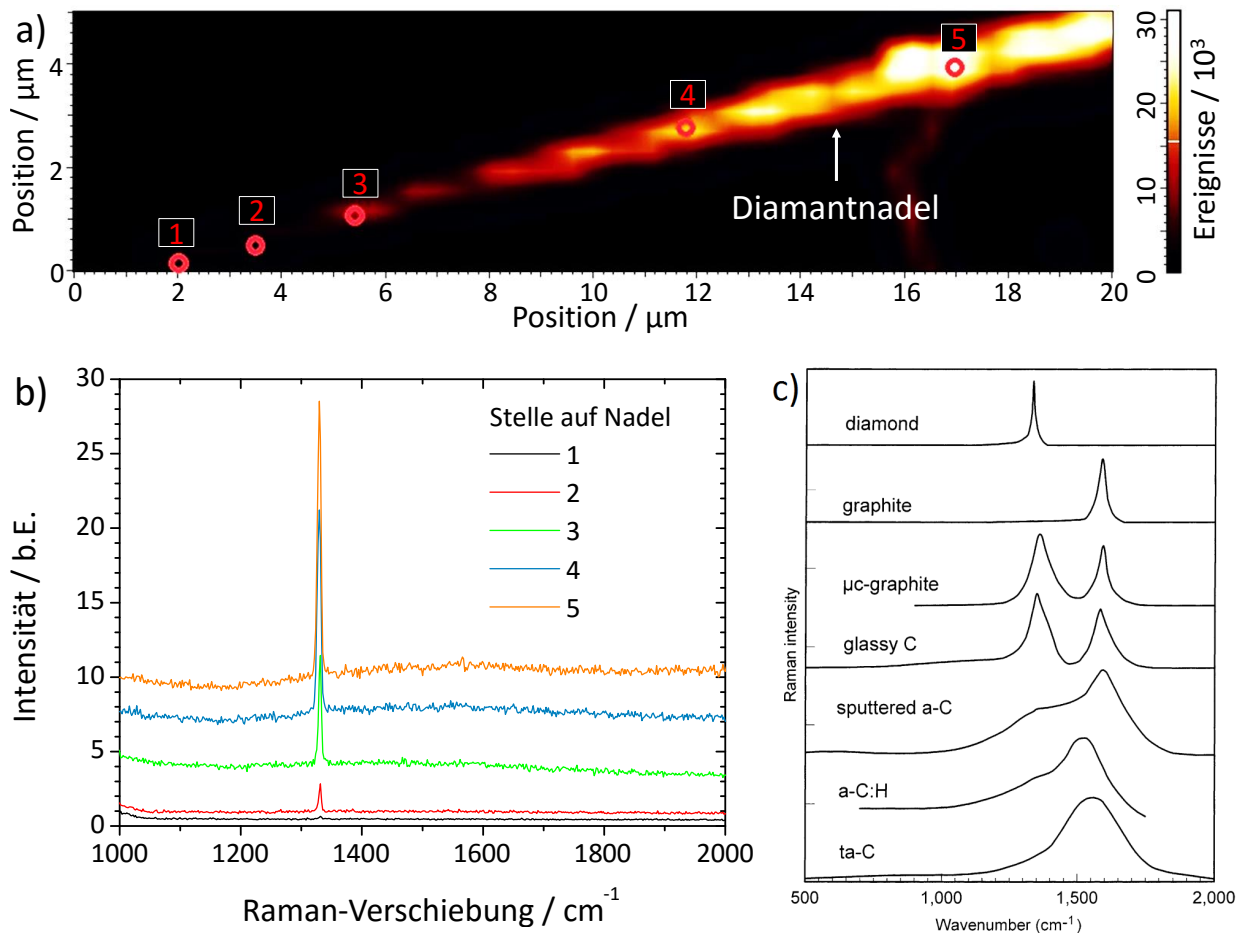 a)
Position / µm
4
2
0
1
2
3
4
5
Diamantnadel
0 2 4 6 8 10 12 14 16 18 20
Position / µm
30
20
10
0
Ereignisse / 10³
b)
Intensität / b.E.
30
25
20
15
10
5
0
Stelle auf Nadel
1
2
3
4
5
1000 1200 1400 1600 1800 2000
Raman-Verschiebung / cm⁻¹
c)
Raman intensity
diamond
graphite
µc-graphite
glassy C
sputtered a-C
a-C:H
ta-C
500 1,000 1,500 2,000
Wavenumber (cm⁻¹)